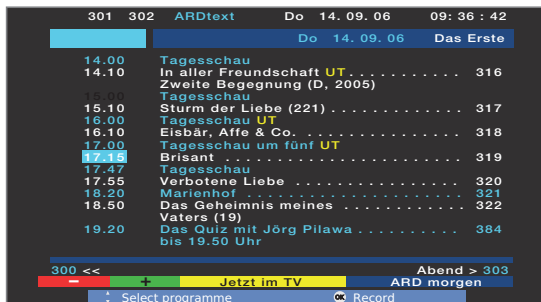 301 302 ARDtext Do 14. 09. 06 09: 36 : 42
Do 14. 09. 06 Das Erste
14.00 Tagesschau
14.10 In aller Freundschaft UT . . . . . . . . . . . 316
Zweite Begegnung (D, 2005)
15.00 Tagesschau
15.10 Sturm der Liebe (221) . . . . . . . . . . . . . 317
16.00 Tagesschau UT
16.10 Eisbär, Affe & Co. . . . . . . . . . . . . . . . . 318
17.00 Tagesschau um fünf UT
17.15 Brisant . . . . . . . . . . . . . . . . . . . . . . . . 319
17.47 Tagesschau
17.55 Verbotene Liebe . . . . . . . . . . . . . . . . 320
18.20 Marienhof . . . . . . . . . . . . . . . . . . . . . 321
18.50 Das Geheimnis meines . . . . . . . . . . . 322
Vaters (19)
19.20 Das Quiz mit Jörg Pilawa . . . . . . . . . . 384
bis 19.50 Uhr
300 << Abend > 303
− + Jetzt im TV ARD morgen
Select programme OK Record